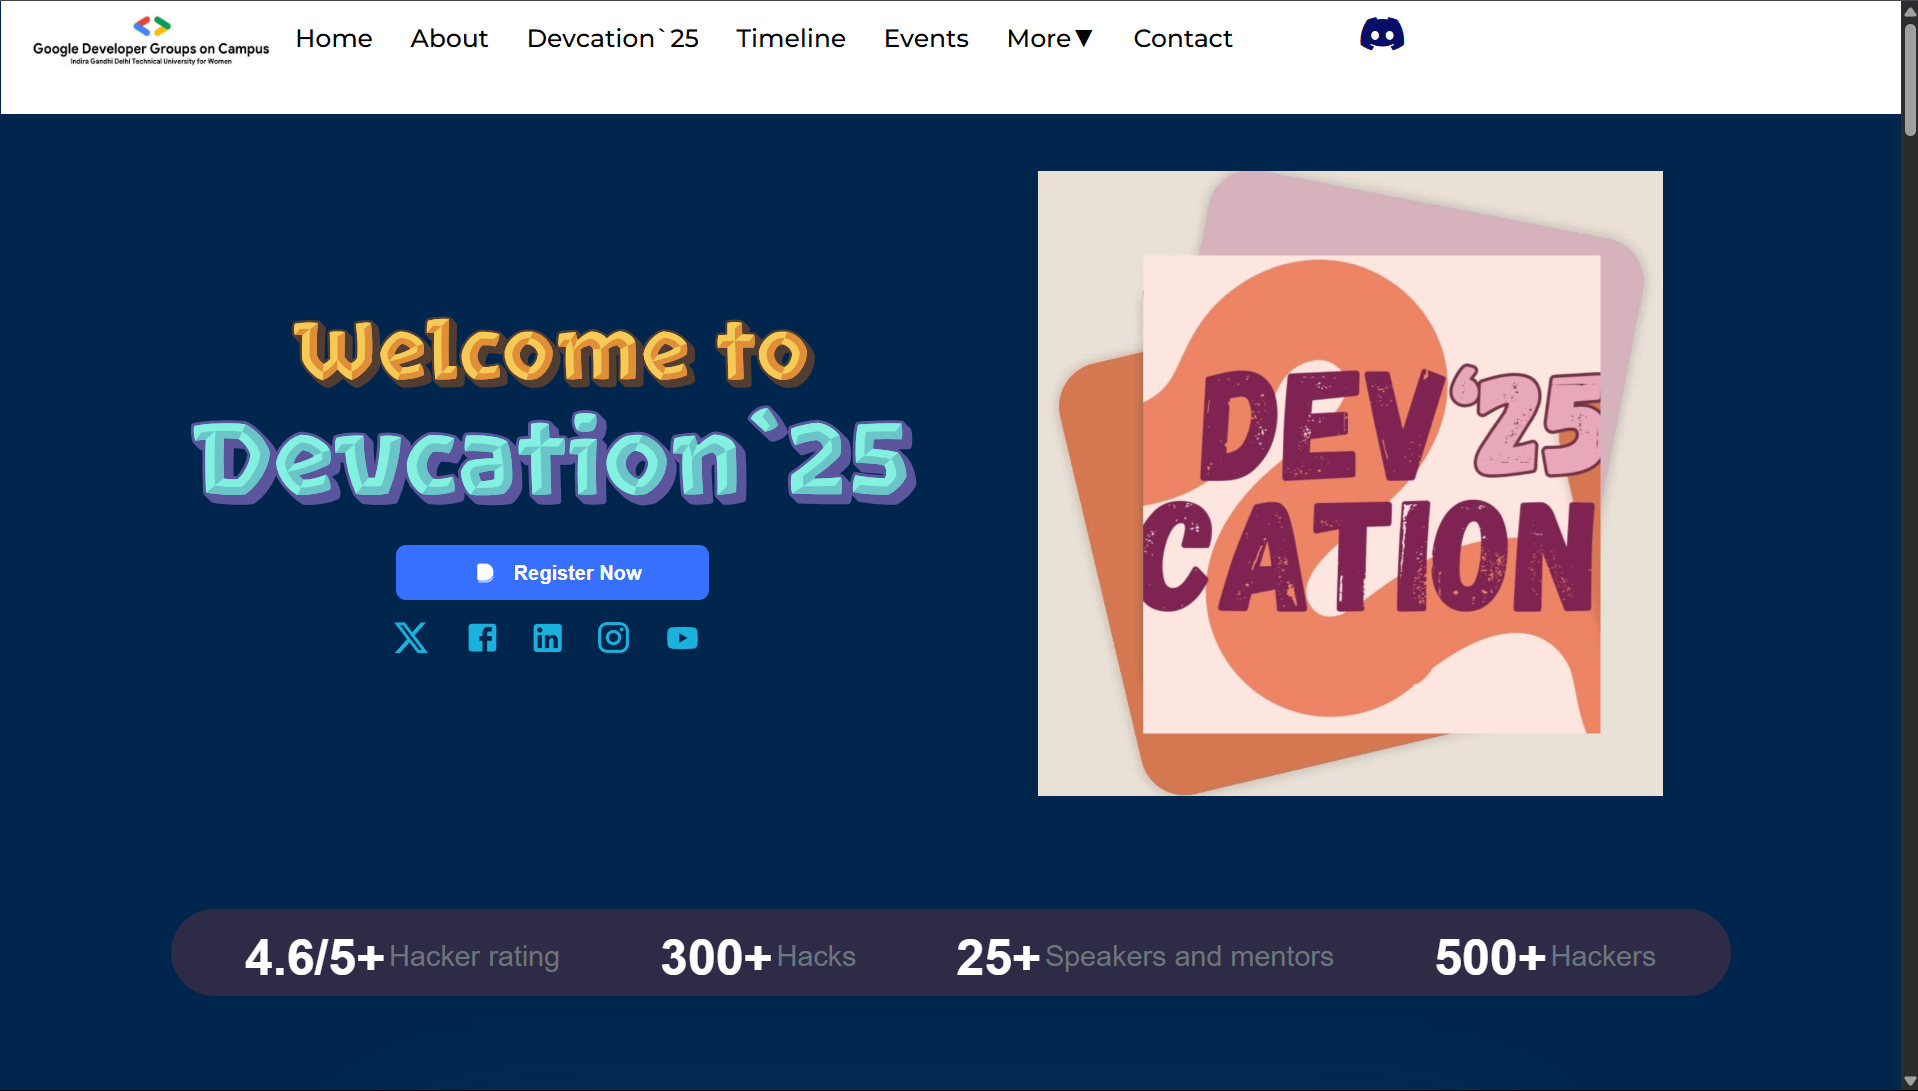 Google Developer Groups on Campus
Indira Gandhi Delhi Technical University for Women
Home About Devcation`25 Timeline Events More▼ Contact
Welcome to
Devcation`25
Register Now
DEV ‘25
CATION
4.6/5+ Hacker rating 300+ Hacks 25+ Speakers and mentors 500+ Hackers